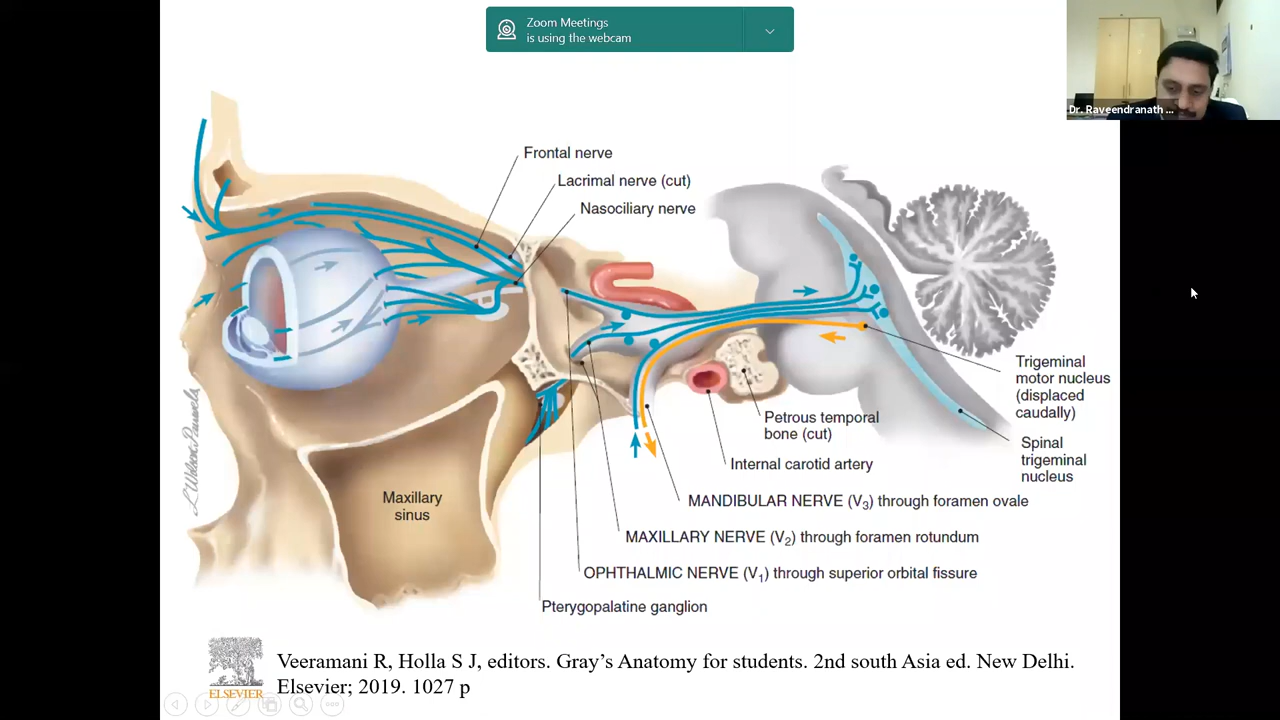 Zoom Meetings
is using the webcam
Dr. Raveendranath ...
Frontal nerve
Lacrimal nerve (cut)
Nasociliary nerve
Trigeminal
motor nucleus
(displaced
caudally)
Petrous temporal
bone (cut)
Spinal
trigeminal
nucleus
Internal carotid artery
Maxillary
sinus
MANDIBULAR NERVE (V₃) through foramen ovale
MAXILLARY NERVE (V₂) through foramen rotundum
OPHTHALMIC NERVE (V₁) through superior orbital fissure
Pterygopalatine ganglion
L Wilson Pauwels
ELSEVIER
Veeramani R, Holla S J, editors. Gray’s Anatomy for students. 2nd south Asia ed. New Delhi.
Elsevier; 2019. 1027 p